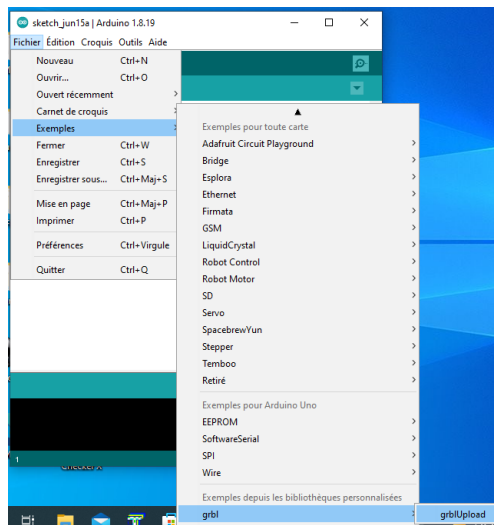 sketch_jun15a | Arduino 1.8.19
Fichier Édition Croquis Outils Aide
Nouveau Ctrl+N
Ouvrir... Ctrl+O
Ouvert récemment
Carnet de croquis
Exemples
Fermer Ctrl+W
Enregistrer Ctrl+S
Enregistrer sous... Ctrl+Maj+S
Mise en page Ctrl+Maj+P
Imprimer Ctrl+P
Préférences Ctrl+Virgule
Quitter Ctrl+Q
Exemples pour toute carte
Adafruit Circuit Playground
Bridge
Esplora
Ethernet
Firmata
GSM
LiquidCrystal
Robot Control
Robot Motor
SD
Servo
SpacebrewYun
Stepper
Temboo
Retiré
Exemples pour Arduino Uno
EEPROM
SoftwareSerial
SPI
Wire
Exemples depuis les bibliothèques personnalisées
grbl
grblUpload
1